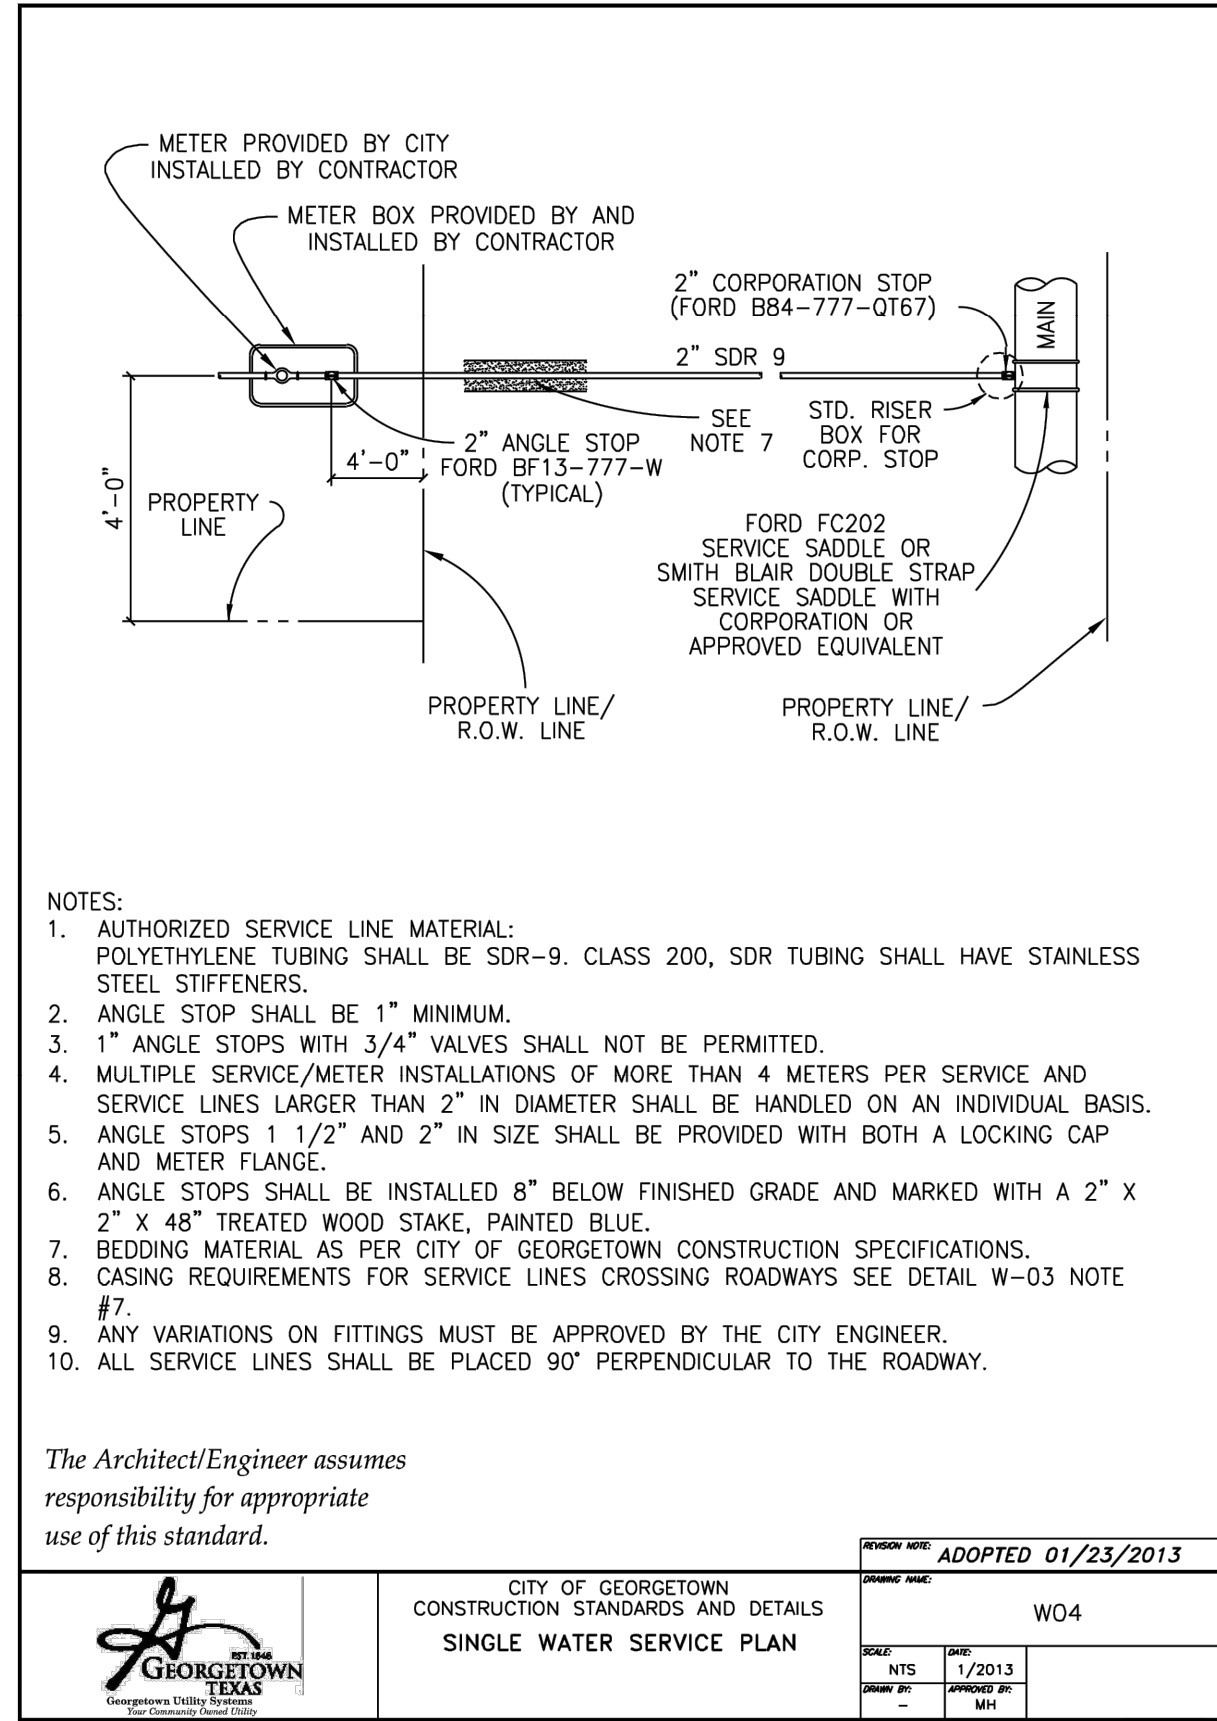 METER PROVIDED BY CITY
INSTALLED BY CONTRACTOR
METER BOX PROVIDED BY AND
INSTALLED BY CONTRACTOR
2" CORPORATION STOP
(FORD B84-777-QT67)
MAIN
2" SDR 9
SEE
NOTE 7
STD. RISER
BOX FOR
CORP. STOP
2" ANGLE STOP
FORD BF13-777-W
(TYPICAL)
4'-0"
4'-0"
PROPERTY
LINE
FORD FC202
SERVICE SADDLE OR
SMITH BLAIR DOUBLE STRAP
SERVICE SADDLE WITH
CORPORATION OR
APPROVED EQUIVALENT
PROPERTY LINE/
R.O.W. LINE
PROPERTY LINE/
R.O.W. LINE
NOTES:
1. AUTHORIZED SERVICE LINE MATERIAL:
POLYETHYLENE TUBING SHALL BE SDR-9. CLASS 200, SDR TUBING SHALL HAVE STAINLESS
STEEL STIFFENERS.
2. ANGLE STOP SHALL BE 1" MINIMUM.
3. 1" ANGLE STOPS WITH 3/4" VALVES SHALL NOT BE PERMITTED.
4. MULTIPLE SERVICE/METER INSTALLATIONS OF MORE THAN 4 METERS PER SERVICE AND
SERVICE LINES LARGER THAN 2" IN DIAMETER SHALL BE HANDLED ON AN INDIVIDUAL BASIS.
5. ANGLE STOPS 1 1/2" AND 2" IN SIZE SHALL BE PROVIDED WITH BOTH A LOCKING CAP
AND METER FLANGE.
6. ANGLE STOPS SHALL BE INSTALLED 8" BELOW FINISHED GRADE AND MARKED WITH A 2" X
2" X 48" TREATED WOOD STAKE, PAINTED BLUE.
7. BEDDING MATERIAL AS PER CITY OF GEORGETOWN CONSTRUCTION SPECIFICATIONS.
8. CASING REQUIREMENTS FOR SERVICE LINES CROSSING ROADWAYS SEE DETAIL W-03 NOTE
#7.
9. ANY VARIATIONS ON FITTINGS MUST BE APPROVED BY THE CITY ENGINEER.
10. ALL SERVICE LINES SHALL BE PLACED 90° PERPENDICULAR TO THE ROADWAY.
The Architect/Engineer assumes
responsibility for appropriate
use of this standard.
REVISION NOTE: ADOPTED 01/23/2013
G
EST. 1848
GEORGETOWN
TEXAS
Georgetown Utility Systems
Your Community Owned Utility
CITY OF GEORGETOWN
CONSTRUCTION STANDARDS AND DETAILS
SINGLE WATER SERVICE PLAN
DRAWING NAME:
W04
SCALE:
NTS
DATE:
1/2013
DRAWN BY:
-
APPROVED BY:
MH